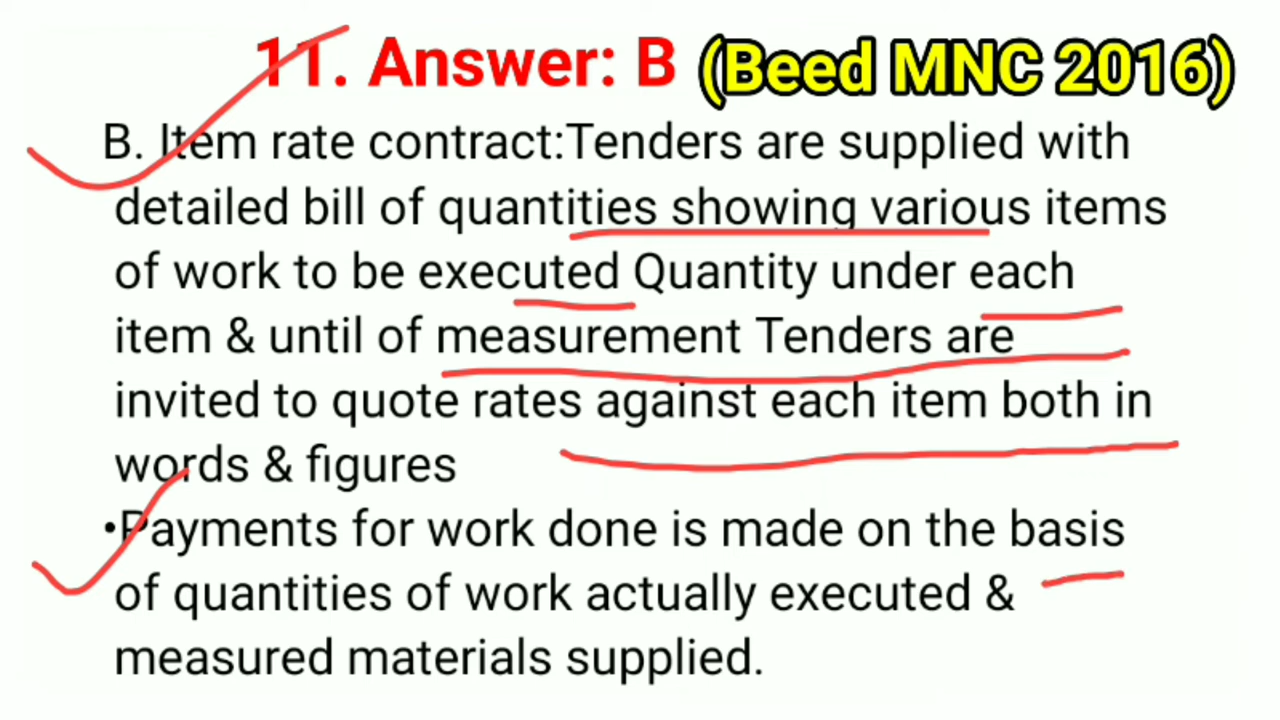 11. Answer: B (Beed MNC 2016)
B. Item rate contract:Tenders are supplied with
detailed bill of quantities showing various items
of work to be executed Quantity under each
item & until of measurement Tenders are
invited to quote rates against each item both in
words & figures
•Payments for work done is made on the basis
of quantities of work actually executed &
measured materials supplied.